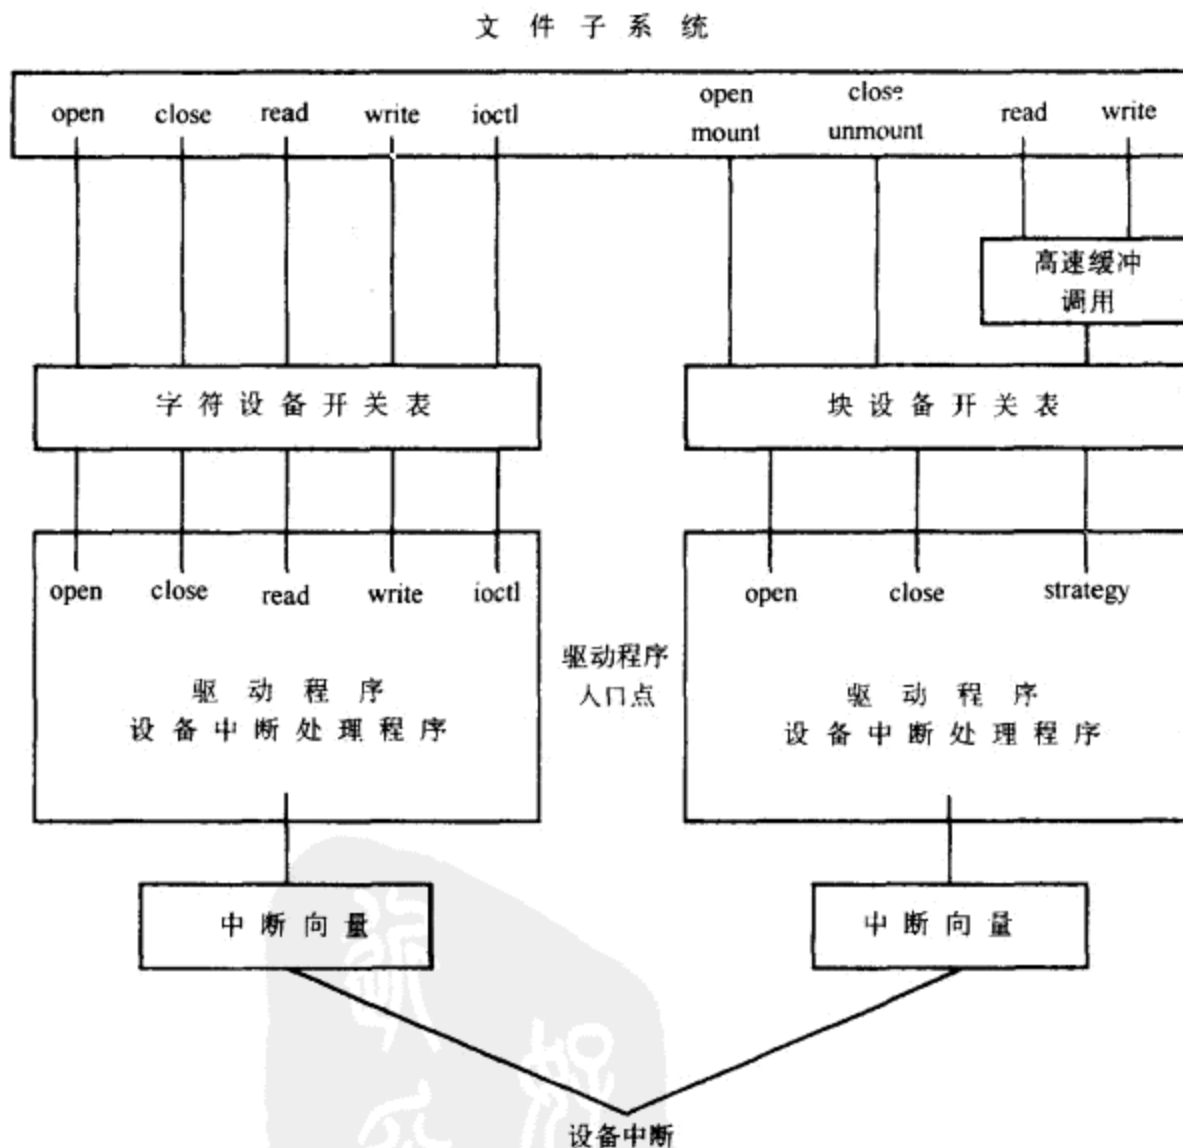 文件子系统
open close read write ioctl open close read write
mount unmount
高速缓冲
调用
字符设备开关表 块设备开关表
open close read write ioctl open close strategy
驱动程序
入口点
驱动程序 驱动程序
设备中断处理程序 设备中断处理程序
中断向量 中断向量
设备中断